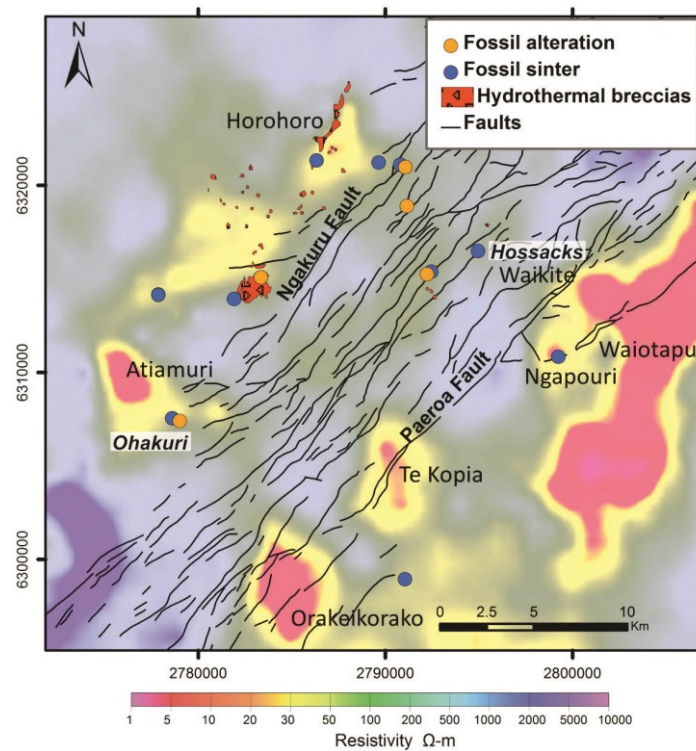 N
Fossil alteration
Fossil sinter
Hydrothermal breccias
Faults
Horohoro
6320000
Ngakuru Fault
Hossacks
Waikite
Waiotapu
6310000
Atiamuri
Ngapouri
Paeroa Fault
Ohakuri
Te Kopia
6300000
Orakeikorako
0 2.5 5 10
Km
2780000 2790000 2800000
1 5 10 20 30 50 100 200 500 1000 2000 5000 10000
Resistivity Ω-m